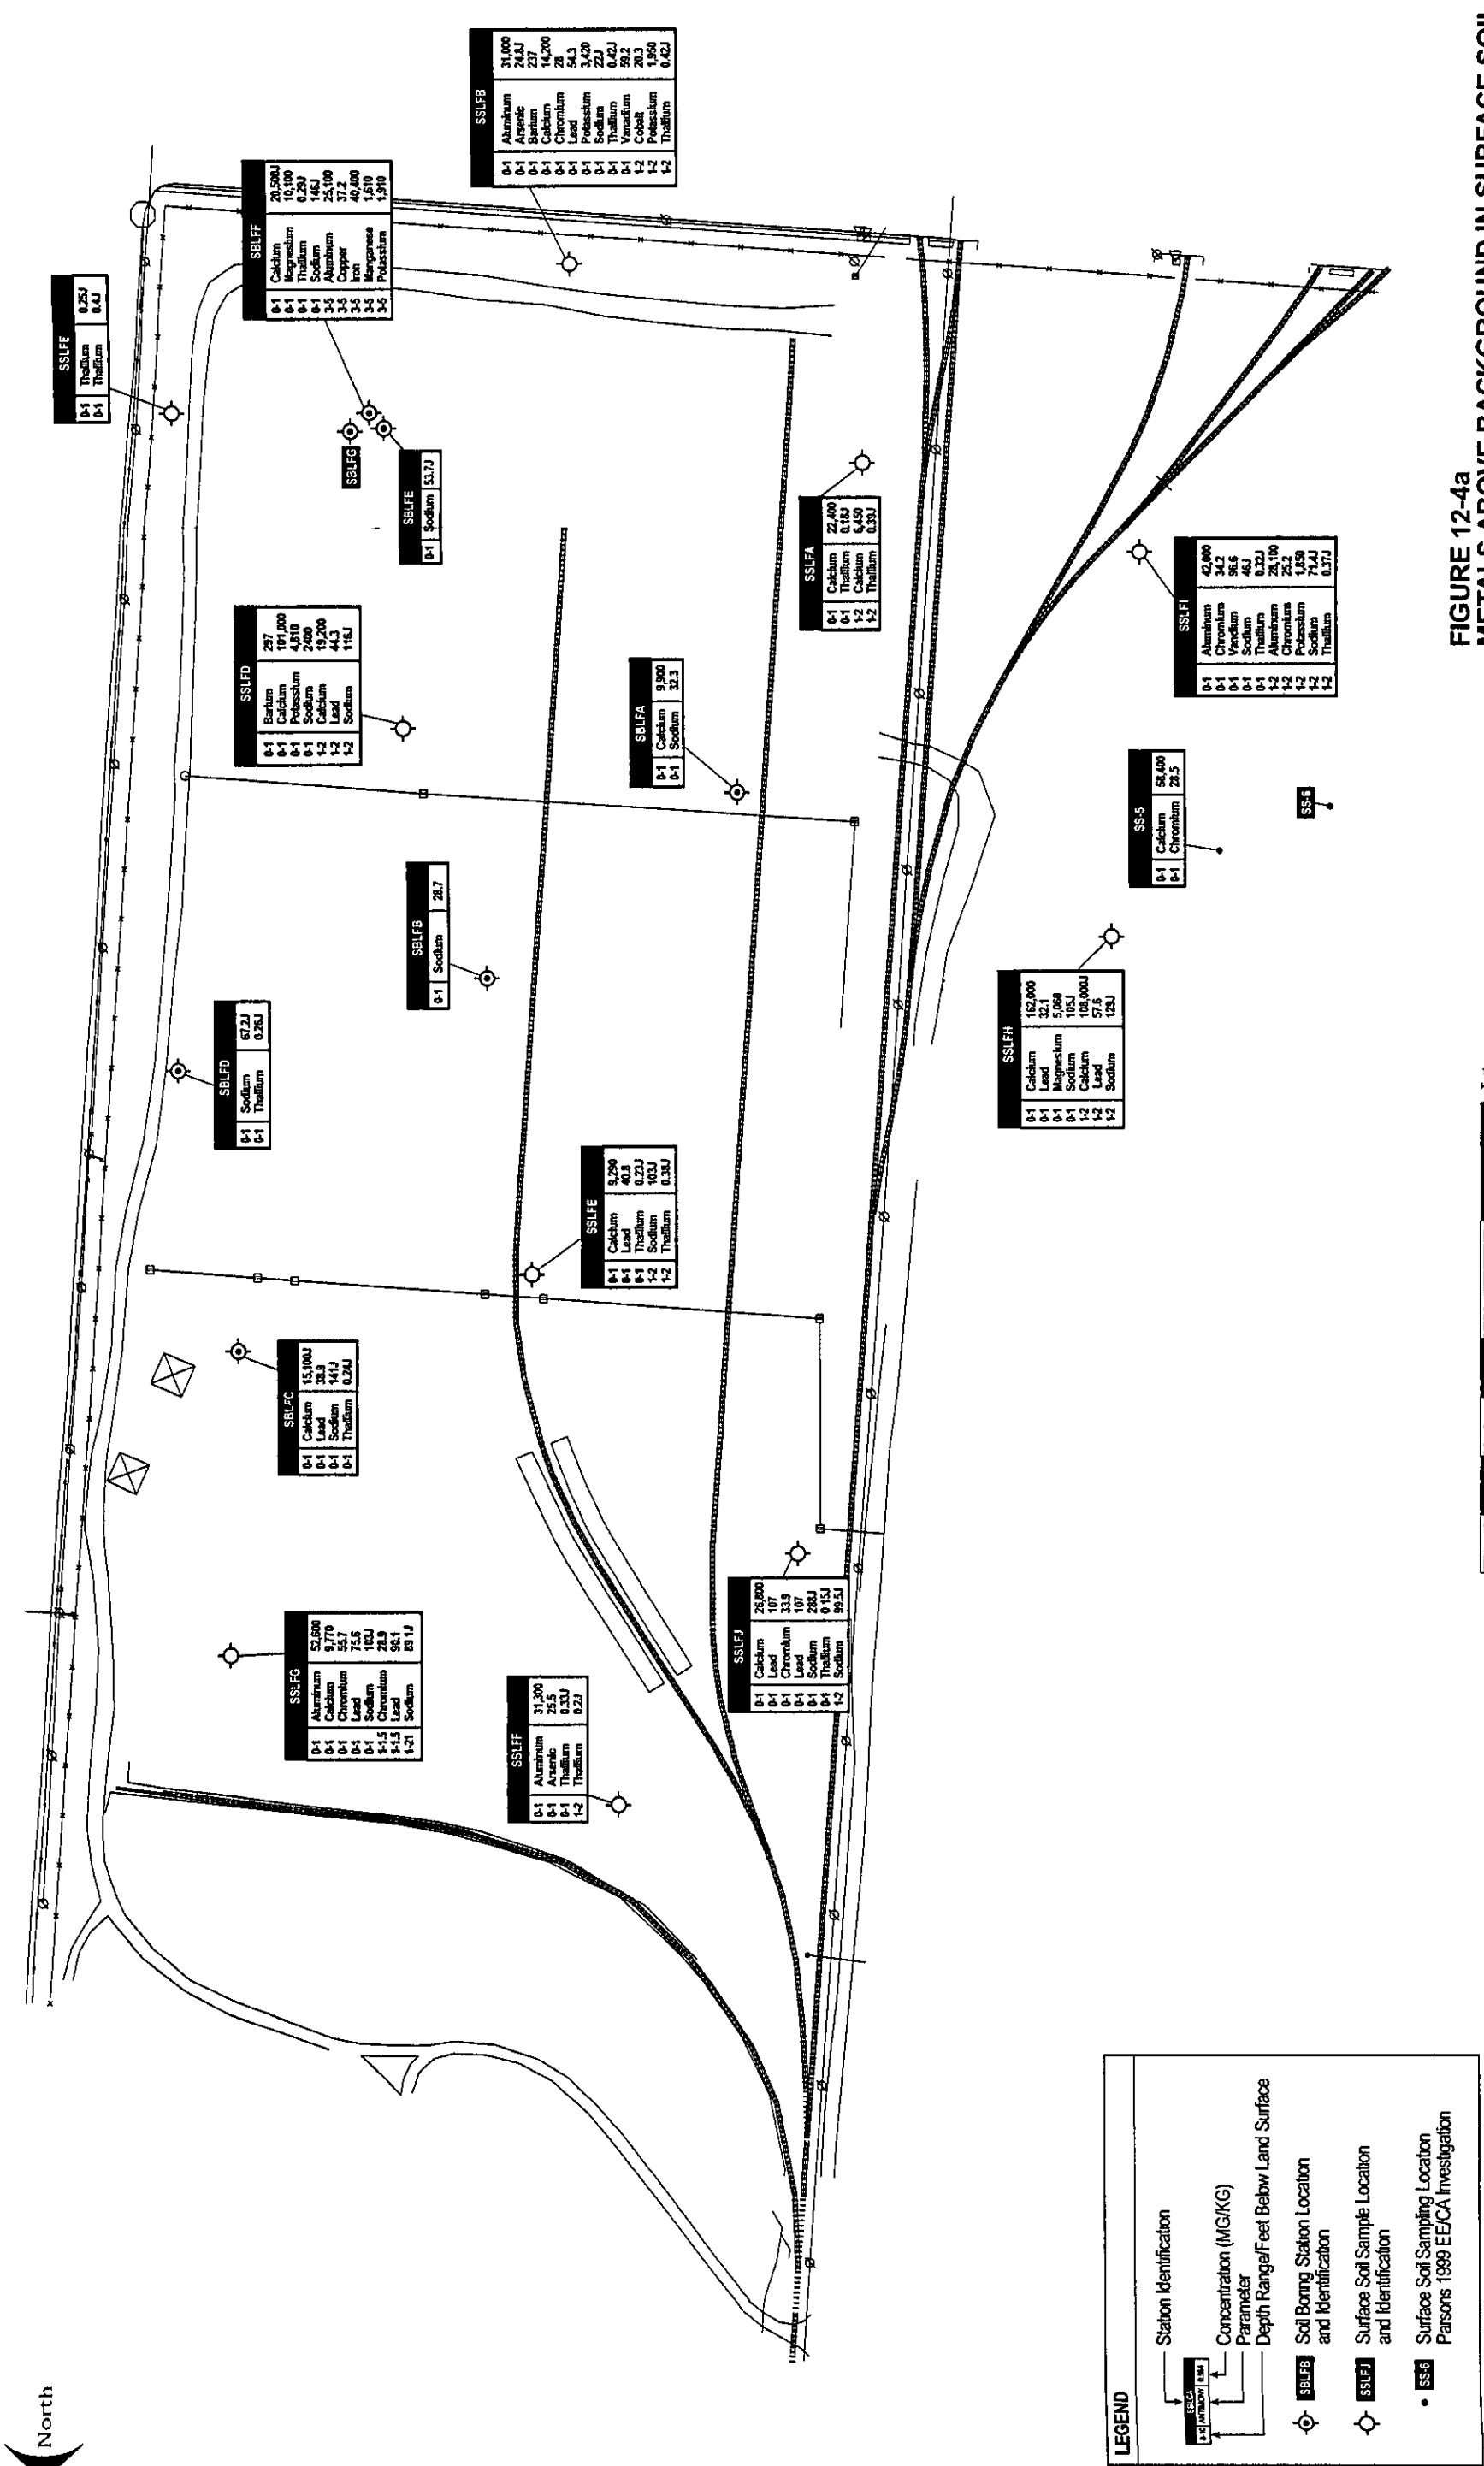 North
SSLFE
0-1 Thallium 0.25J
0-1 Thallium 0.4J
SBLFF
0-1 Calcium 20,500J
0-1 Magnesium 10,100
0-1 Thallium 0.29J
0-1 Sodium 146J
3-5 Aluminum 25,100
3-5 Copper 37.2
3-5 Iron 40,400
3-5 Manganese 1,610
3-5 Potassium 1,910
SSLFB
0-1 Aluminum 31,000
0-1 Arsenic 24.8J
0-1 Barium 237
0-1 Calcium 14,200
0-1 Chromium 28
0-1 Lead 54.3
0-1 Potassium 3,420
0-1 Sodium 22J
0-1 Thallium 0.42J
0-1 Vanadium 59.2
1-2 Cobalt 20.3
1-2 Potassium 1,950
1-2 Thallium 0.42J
SBLFG
SBLFE
0-1 Sodium 53.7J
SSLFD
0-1 Barium 297
0-1 Calcium 101,000
0-1 Potassium 4,810
0-1 Sodium 2400
1-2 Calcium 19,200
1-2 Lead 44.3
1-2 Sodium 116J
SBLFA
0-1 Calcium 9,900
0-1 Sodium 32.3
SSLFA
0-1 Calcium 22,400
0-1 Thallium 0.18J
1-2 Calcium 6,450
1-2 Thallium 0.39J
SSLFI
0-1 Aluminum 42,000
0-1 Chromium 34.2
0-1 Vandium 96.6
0-1 Sodium 46J
0-1 Thallium 0.32J
1-2 Aluminum 28,100
1-2 Chromium 25.2
1-2 Potassium 1,850
1-2 Sodium 71.4J
1-2 Thallium 0.37J
SS-5
0-1 Calcium 58,400
0-1 Chromium 28.5
SBLFB
0-1 Sodium 28.7
SBLFD
0-1 Sodium 67.2J
0-1 Thallium 0.26J
SSLFH
0-1 Calcium 162,000
0-1 Lead 32.1
0-1 Magnesium 5,060
0-1 Sodium 105J
1-2 Calcium 108,000J
1-2 Lead 57.6
1-2 Sodium 129J
SSLFE
0-1 Calcium 9,290
0-1 Lead 40.8
0-1 Thallium 0.23J
1-2 Sodium 103J
1-2 Thallium 0.38J
SBLFC
0-1 Calcium 15,100J
0-1 Lead 38.9
0-1 Sodium 141J
0-1 Thallium 0.24J
SSLFG
0-1 Aluminum 52,600
0-1 Calcium 9,770
0-1 Chromium 55.7
0-1 Lead 75.6
0-1 Sodium 103J
1-1.5 Chromium 28.9
1-1.5 Lead 90.1
1-21 Sodium 89 1J
SSLFF
0-1 Aluminum 31,300
0-1 Arsenic 25.5
0-1 Thallium 0.33J
1-2 Thallium 0.2J
SSLFJ
0-1 Calcium 26,800
0-1 Lead 107
0-1 Chromium 33.9
0-1 Lead 107
0-1 Sodium 288J
0-1 Thallium 0 15J
1-2 Sodium 99.5J
LEGEND
Station Identification
ANTIMONY
Concentration (MG/KG)
Parameter
Depth Range/Feet Below Land Surface
SBLFB Soil Boring Station Location
and Identification
SSLFJ Surface Soil Sample Location
and Identification
SS-6 Surface Soil Sampling Location
Parsons 1999 EE/CA Investigation
FIGURE 12-4a
METALS ABOVE BACKGROUND IN SURFACE SOIL